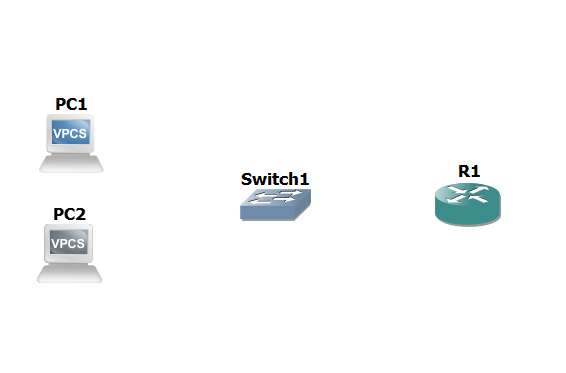 PC1
VPCS
PC2
VPCS
Switch1
R1